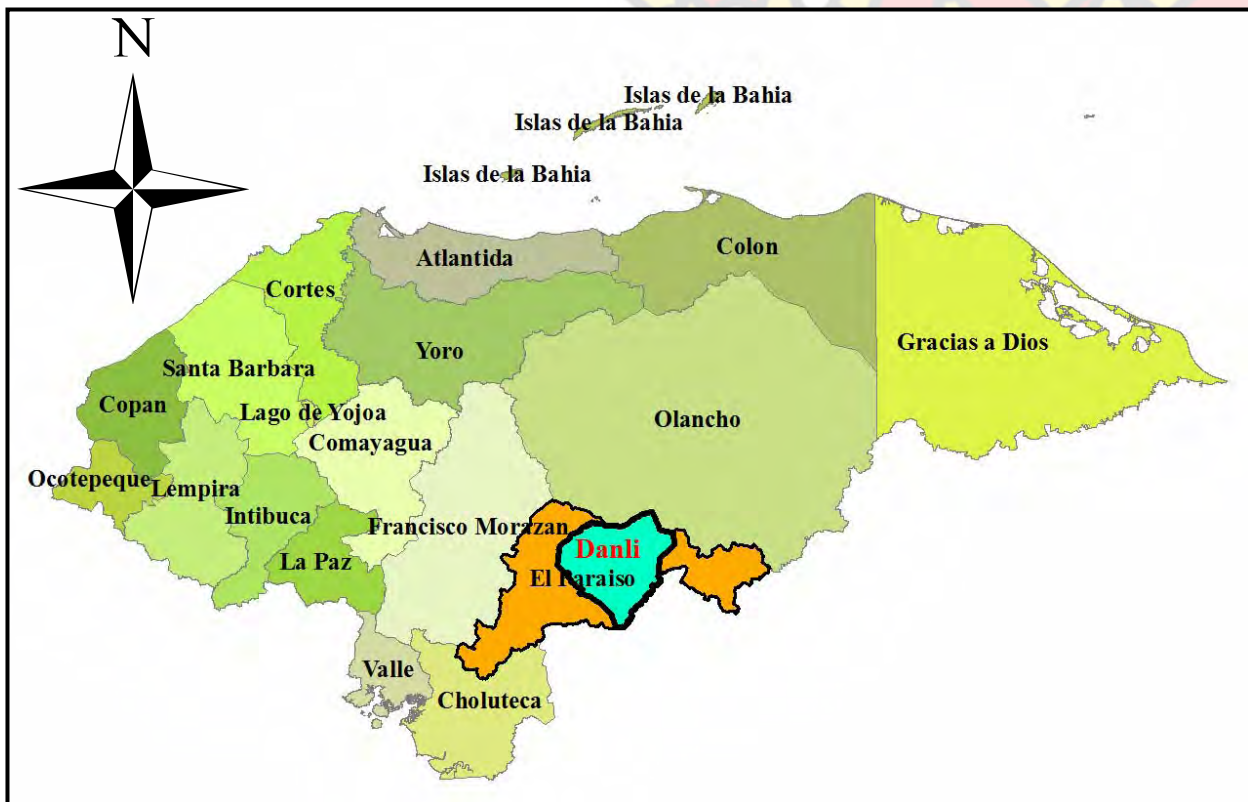 N
Islas de la Bahia
Islas de la Bahia
Islas de la Bahia
Atlantida
Colon
Cortes
Yoro
Gracias a Dios
Santa Barbara
Copan
Lago de Yojoa
Olancho
Comayagua
Ocotepeque
Lempira
Intibuca
Francisco Morazan
Danli
La Paz
El Paraiso
Valle
Choluteca